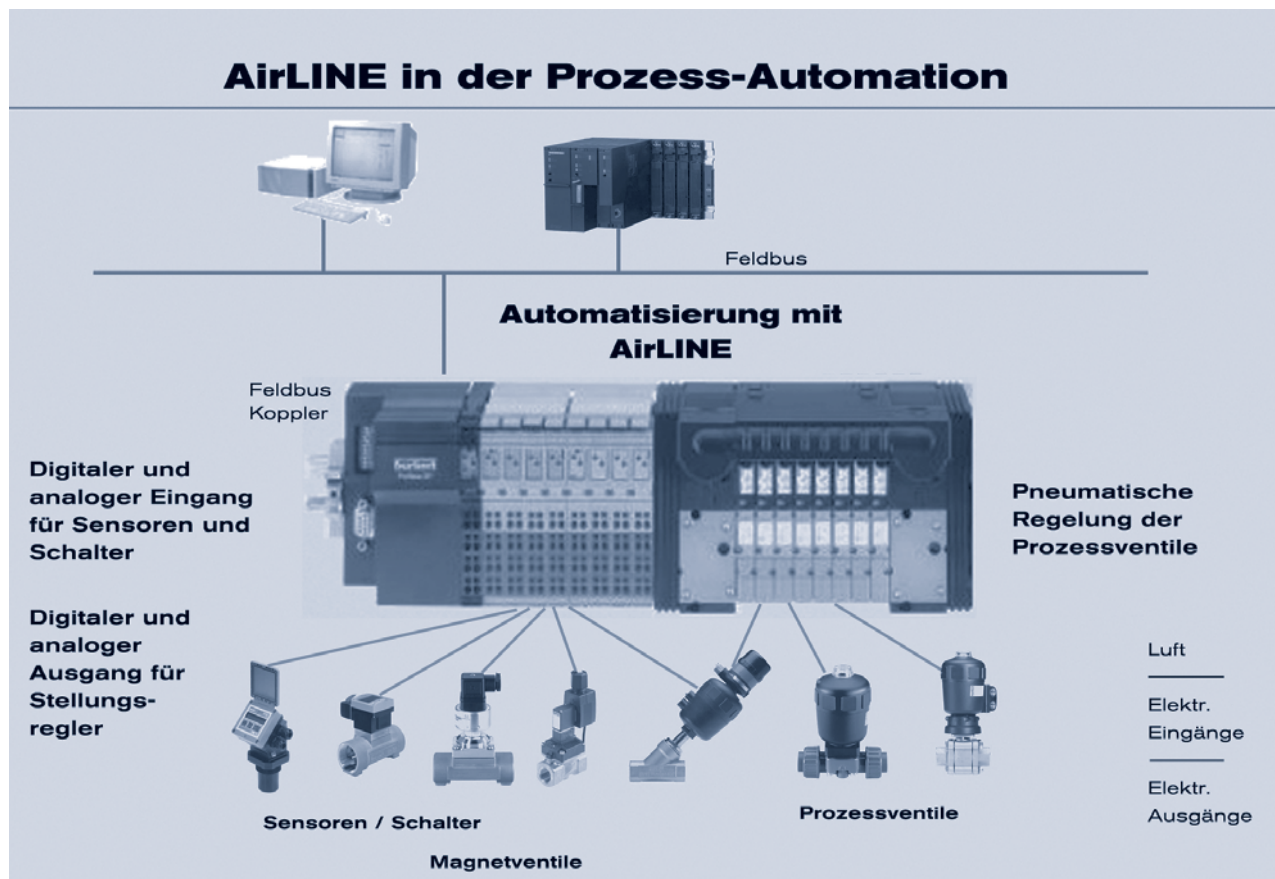 AirLINE in der Prozess-Automation
Feldbus
Automatisierung mit
AirLINE
Feldbus
Koppler
bürkert
Digitaler und
analoger Eingang
für Sensoren und
Schalter
Pneumatische
Regelung der
Prozessventile
Digitaler und
analoger
Ausgang für
Stellungs-
regler
Luft
Elektr.
Eingänge
Elektr.
Ausgänge
Sensoren / Schalter
Prozessventile
Magnetventile